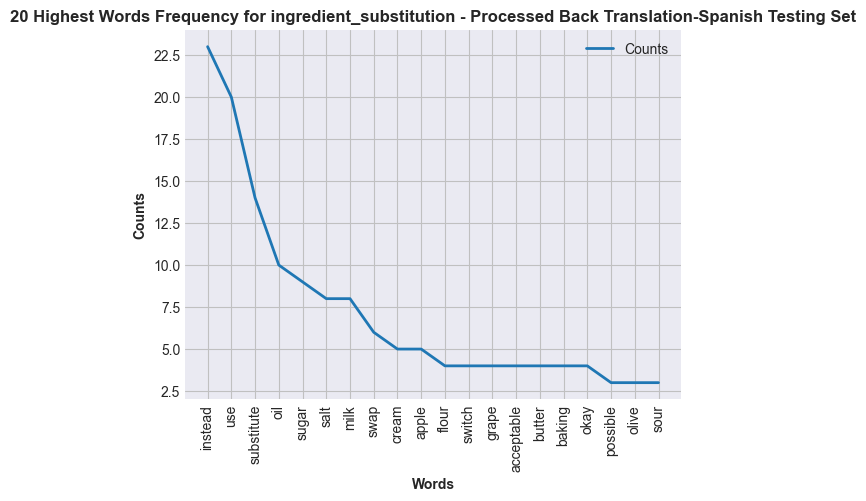 20 Highest Words Frequency for ingredient_substitution - Processed Back Translation-Spanish Testing Set
Counts
22.5
20.0
17.5
15.0
12.5
10.0
7.5
5.0
2.5
Counts
instead
use
substitute
oil
sugar
salt
milk
swap
cream
apple
flour
switch
grape
acceptable
butter
baking
okay
possible
olive
sour
Words